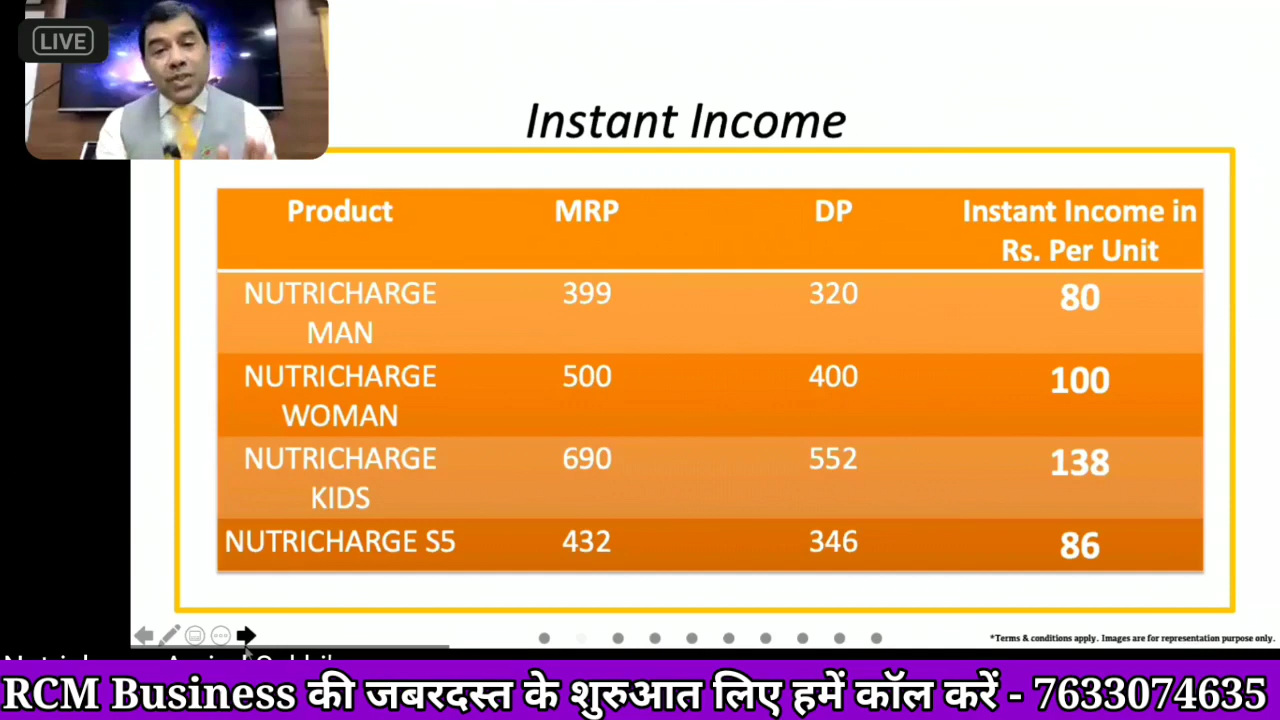 LIVE
Instant Income
Product MRP DP Instant Income in
Rs. Per Unit
NUTRICHARGE 399 320 80
MAN
NUTRICHARGE 500 400 100
WOMAN
NUTRICHARGE 690 552 138
KIDS
NUTRICHARGE S5 432 346 86
*Terms & conditions apply. Images are for representation purpose only.
RCM Business की जबरदस्त के शुरुआत लिए हमें कॉल करें - 7633074635